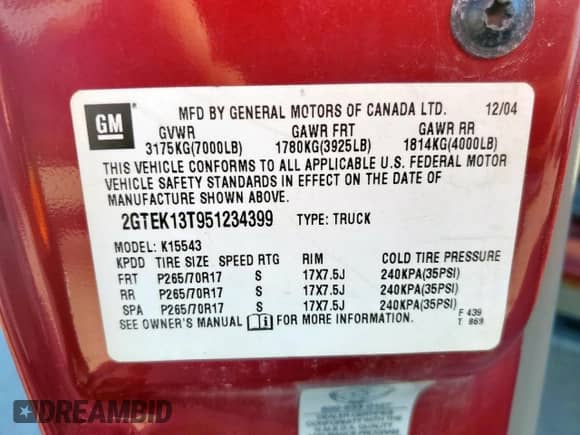 GM
MFD BY GENERAL MOTORS OF CANADA LTD. 12/04
GVWR GAWR FRT GAWR RR
3175KG(7000LB) 1780KG(3925LB) 1814KG(4000LB)
THIS VEHICLE CONFORMS TO ALL APPLICABLE U.S. FEDERAL MOTOR
VEHICLE SAFETY STANDARDS IN EFFECT ON THE DATE OF
MANUFACTURE SHOWN ABOVE.
2GTEK13T951234399 TYPE: TRUCK
MODEL: K15543
KPDD TIRE SIZE SPEED RTG RIM COLD TIRE PRESSURE
FRT P265/70R17 S 17X7.5J 240KPA(35PSI)
RR P265/70R17 S 17X7.5J 240KPA(35PSI)
SPA P265/70R17 S 17X7.5J 240KPA(35PSI)
SEE OWNER'S MANUAL FOR MORE INFORMATION.
F 439
T 869
DREAMBID